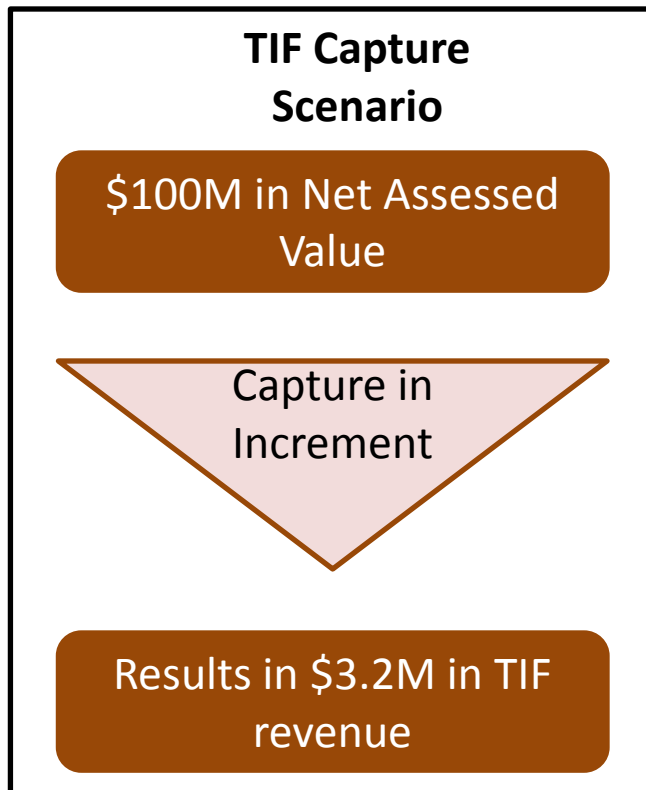 TIF Capture
Scenario
$100M in Net Assessed
Value
Capture in
Increment
Results in $3.2M in TIF
revenue